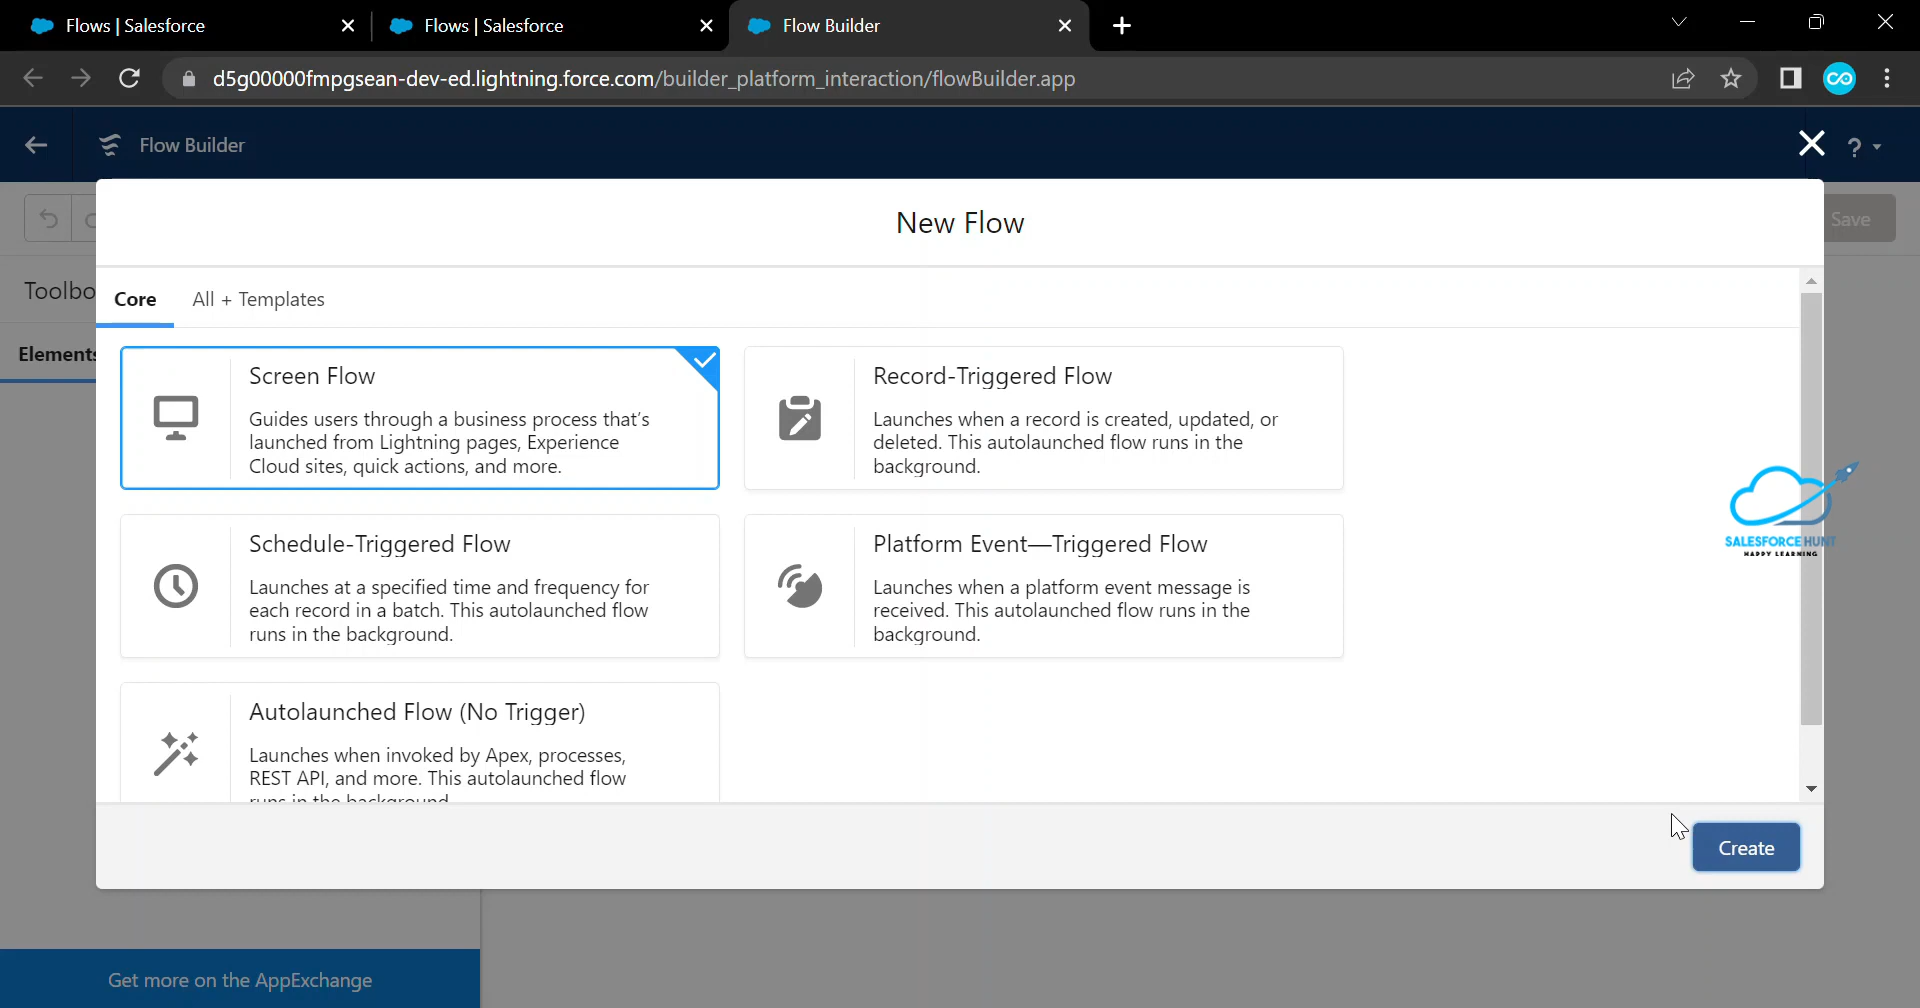 Flows | Salesforce
Flows | Salesforce
Flow Builder
d5g00000fmpgsean-dev-ed.lightning.force.com/builder_platform_interaction/flowBuilder.app
Flow Builder
?
New Flow
Save
Toolbo
Core
All + Templates
Elements
Screen Flow
Guides users through a business process that's
launched from Lightning pages, Experience
Cloud sites, quick actions, and more.
Record-Triggered Flow
Launches when a record is created, updated, or
deleted. This autolaunched flow runs in the
background.
Schedule-Triggered Flow
Launches at a specified time and frequency for
each record in a batch. This autolaunched flow
runs in the background.
Platform Event—Triggered Flow
Launches when a platform event message is
received. This autolaunched flow runs in the
background.
SALESFORCE HUNT
HAPPY LEARNING
Autolaunched Flow (No Trigger)
Launches when invoked by Apex, processes,
REST API, and more. This autolaunched flow
runs in the background
Create
Get more on the AppExchange